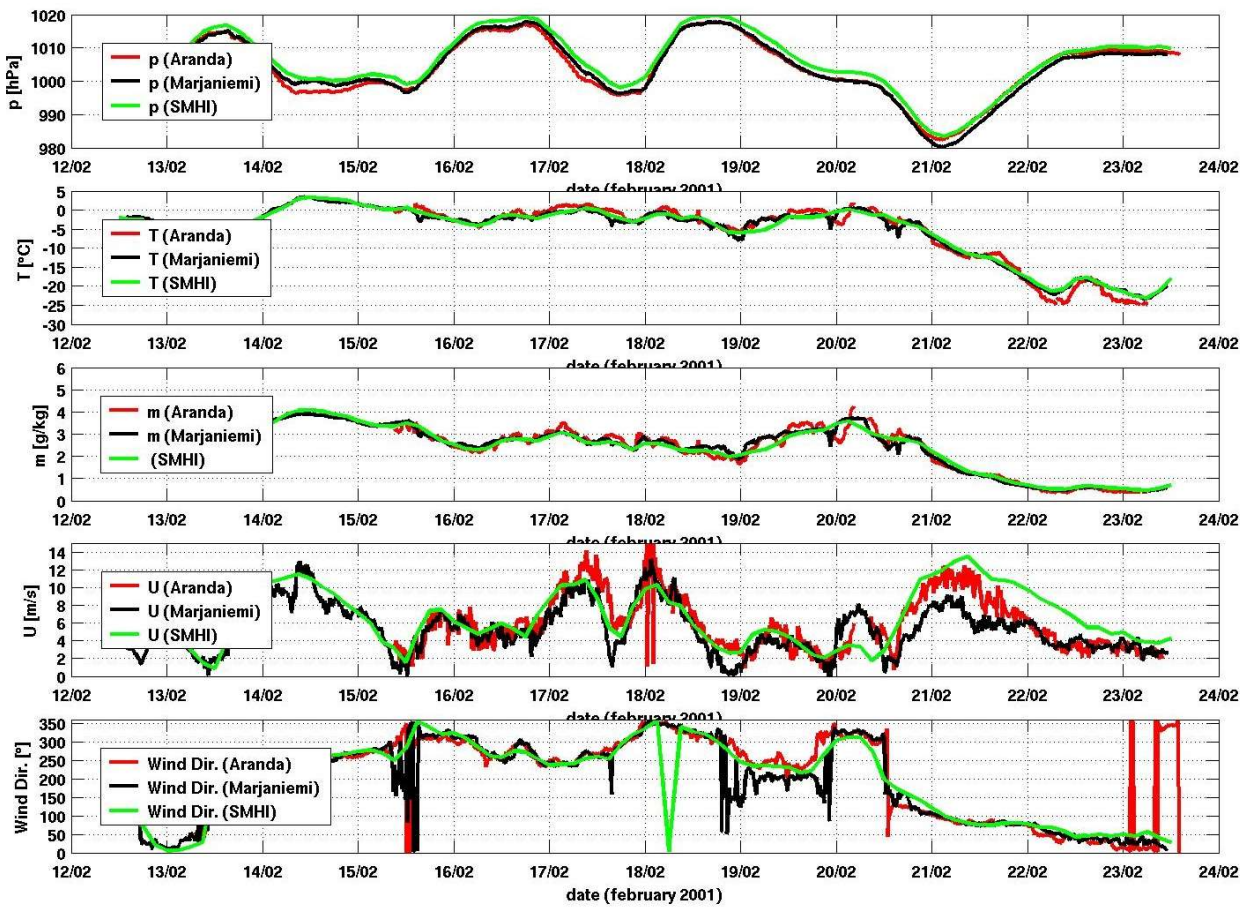 1020
1010
1000
990
980
p [hPa]
p (Aranda)
p (Marjaniemi)
p (SMHI)
12/02 13/02 14/02 15/02 16/02 17/02 18/02 19/02 20/02 21/02 22/02 23/02 24/02
date (february 2001)
5
0
-5
-10
-15
-20
-25
-30
T [°C]
T (Aranda)
T (Marjaniemi)
T (SMHI)
12/02 13/02 14/02 15/02 16/02 17/02 18/02 19/02 20/02 21/02 22/02 23/02 24/02
6
5
4
3
2
1
0
m [g/kg]
m (Aranda)
m (Marjaniemi)
(SMHI)
12/02 13/02 14/02 15/02 16/02 17/02 18/02 19/02 20/02 21/02 22/02 23/02 24/02
14
12
10
8
6
4
2
0
U [m/s]
U (Aranda)
U (Marjaniemi)
U (SMHI)
12/02 13/02 14/02 15/02 16/02 17/02 18/02 19/02 20/02 21/02 22/02 23/02 24/02
date (february 2001)
350
300
250
200
150
100
50
0
Wind Dir. [°]
Wind Dir. (Aranda)
Wind Dir. (Marjaniemi)
Wind Dir. (SMHI)
12/02 13/02 14/02 15/02 16/02 17/02 18/02 19/02 20/02 21/02 22/02 23/02 24/02
date (february 2001)